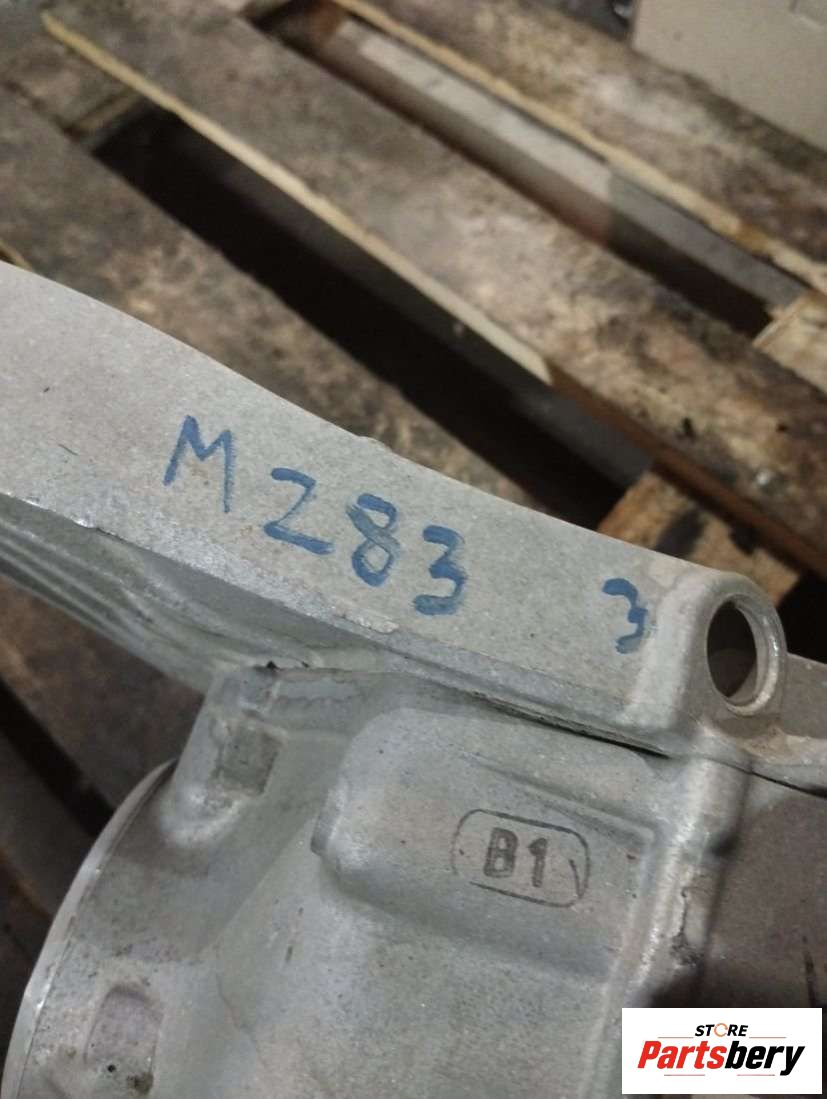 M283 3
B1
STORE
Partsbery